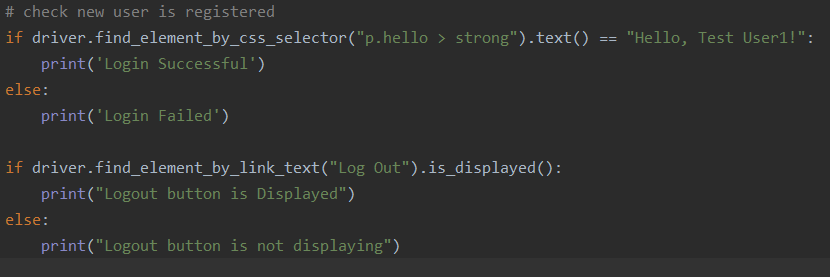 # check new user is registered
if driver.find_element_by_css_selector("p.hello > strong").text() == "Hello, Test User1!":
    print('Login Successful')
else:
    print('Login Failed')

if driver.find_element_by_link_text("Log Out").is_displayed():
    print("Logout button is Displayed")
else:
    print("Logout button is not displaying")